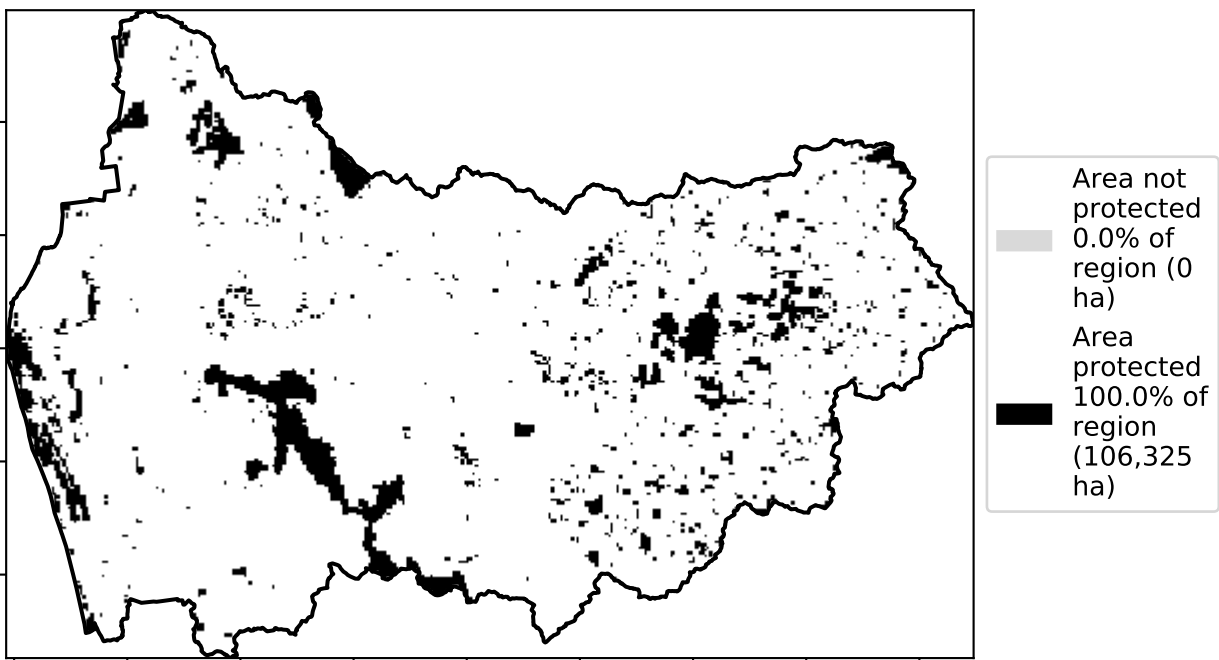 Area not
protected
0.0% of
region (0
ha)
Area
protected
100.0% of
region
(106,325
ha)